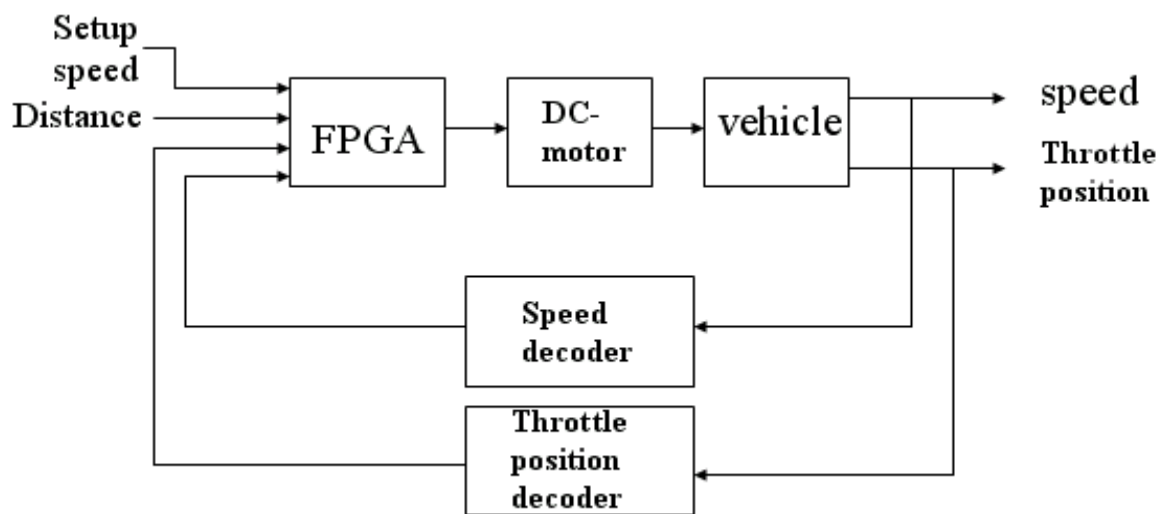 Setup
speed
Distance
FPGA
DC-
motor
vehicle
speed
Throttle
position
Speed
decoder
Throttle
position
decoder